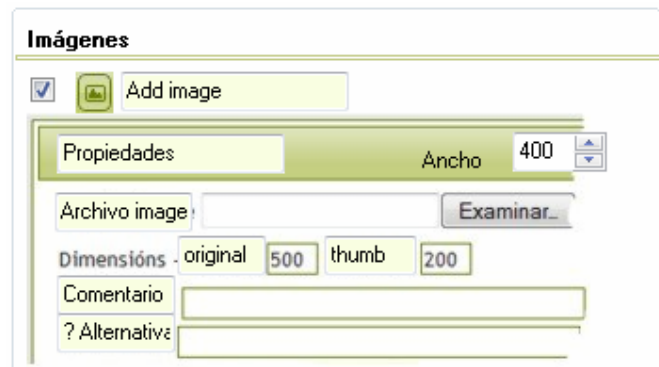 Imágenes
Add image
Propiedades Ancho 400
Archivo image Examinar...
Dimensións - original 500 thumb 200
Comentario
? Alternativa